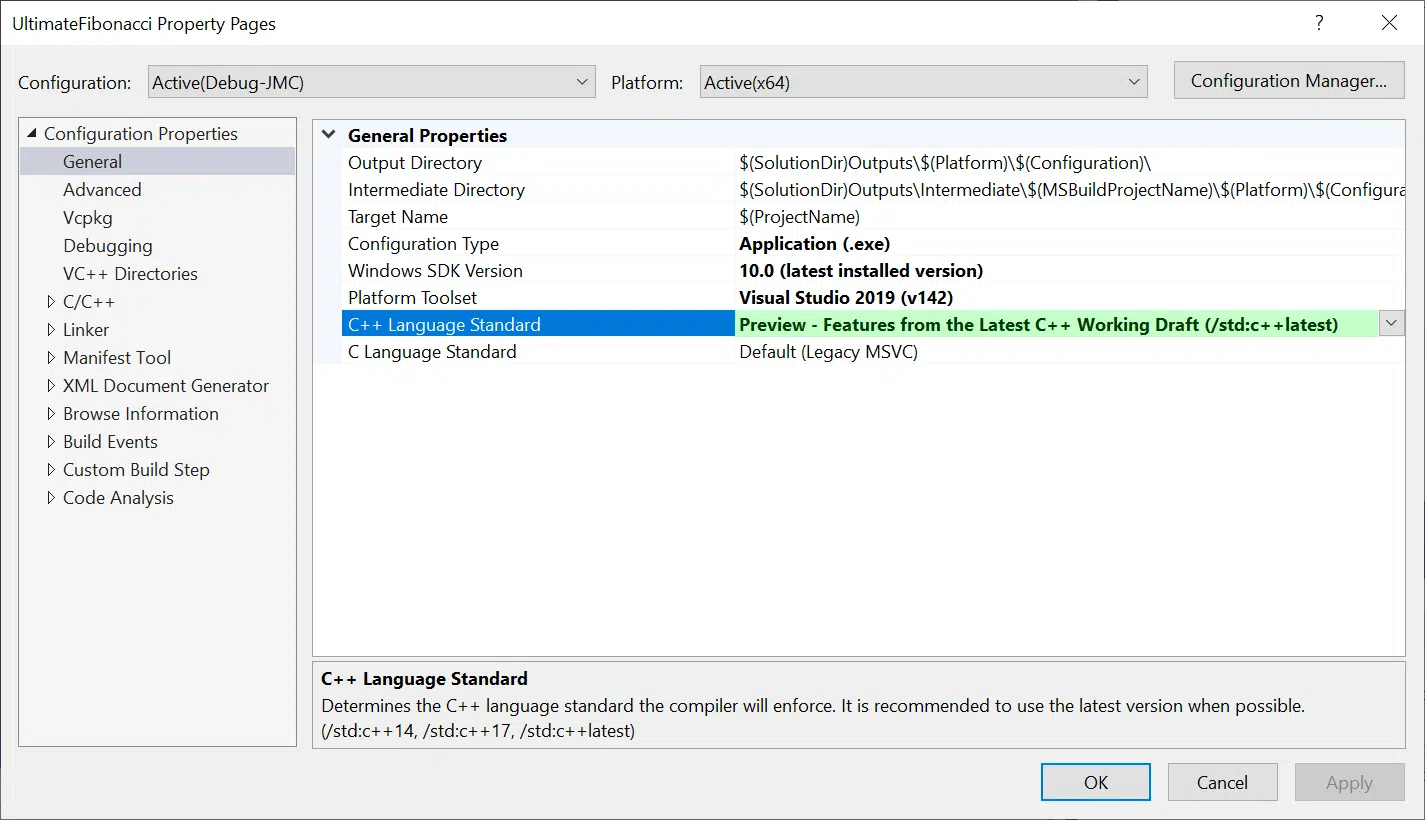 UltimateFibonacci Property Pages
?
Configuration: Active(Debug-JMC) Platform: Active(x64) Configuration Manager...
Configuration Properties
General
Advanced
Vcpkg
Debugging
VC++ Directories
C/C++
Linker
Manifest Tool
XML Document Generator
Browse Information
Build Events
Custom Build Step
Code Analysis
General Properties
Output Directory $(SolutionDir)Outputs\$(Platform)\$(Configuration)\
Intermediate Directory $(SolutionDir)Outputs\Intermediate\$(MSBuildProjectName)\$(Platform)\$(Configura
Target Name $(ProjectName)
Configuration Type Application (.exe)
Windows SDK Version 10.0 (latest installed version)
Platform Toolset Visual Studio 2019 (v142)
C++ Language Standard Preview - Features from the Latest C++ Working Draft (/std:c++latest)
C Language Standard Default (Legacy MSVC)
C++ Language Standard
Determines the C++ language standard the compiler will enforce. It is recommended to use the latest version when possible.
(/std:c++14, /std:c++17, /std:c++latest)
OK Cancel Apply